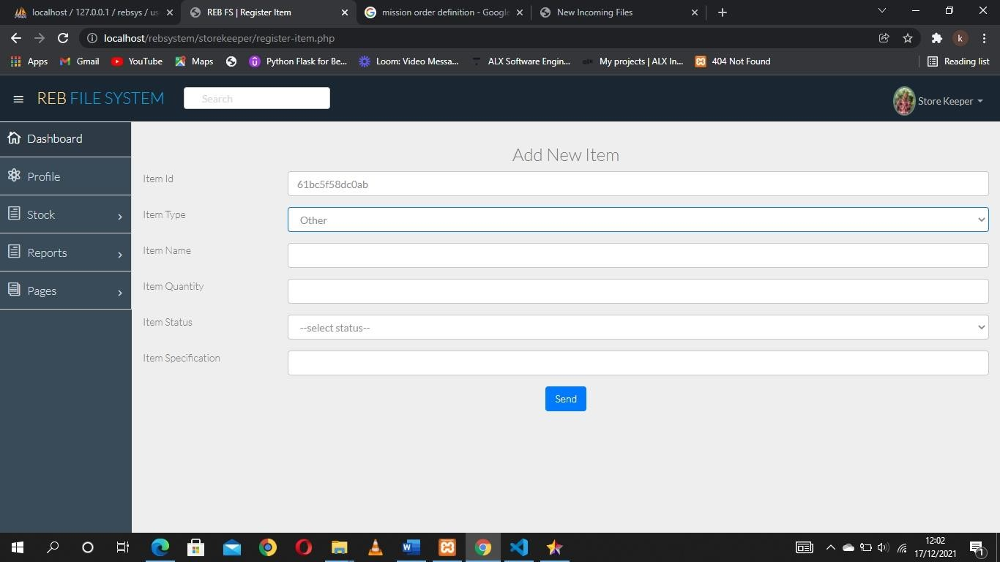 localhost / 127.0.0.1 / rebsys / us
REB FS | Register Item
mission order definition - Google
New Incoming Files
localhost/rebsystem/storekeeper/register-item.php
k
Apps
Gmail
YouTube
Maps
Python Flask for Be...
Loom: Video Messa...
ALX Software Engin...
My projects | ALX In...
404 Not Found
Reading list
REB FILE SYSTEM
Search
Store Keeper
Dashboard
Profile
Stock
Reports
Pages
Add New Item
Item Id
61bc5f58dc0ab
Item Type
Other
Item Name
Item Quantity
Item Status
--select status--
Item Specification
Send
12:02
17/12/2021
1